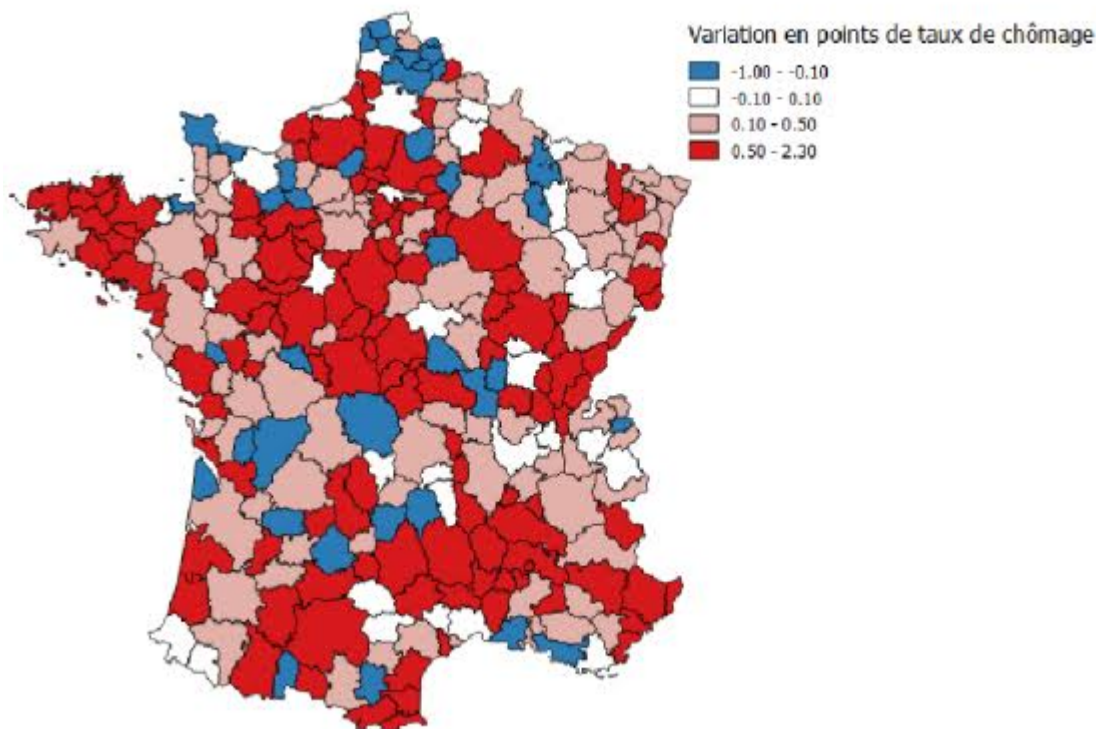 Variation en points de taux de chômage
-1.00 - -0.10
-0.10 - 0.10
0.10 - 0.50
0.50 - 2.30